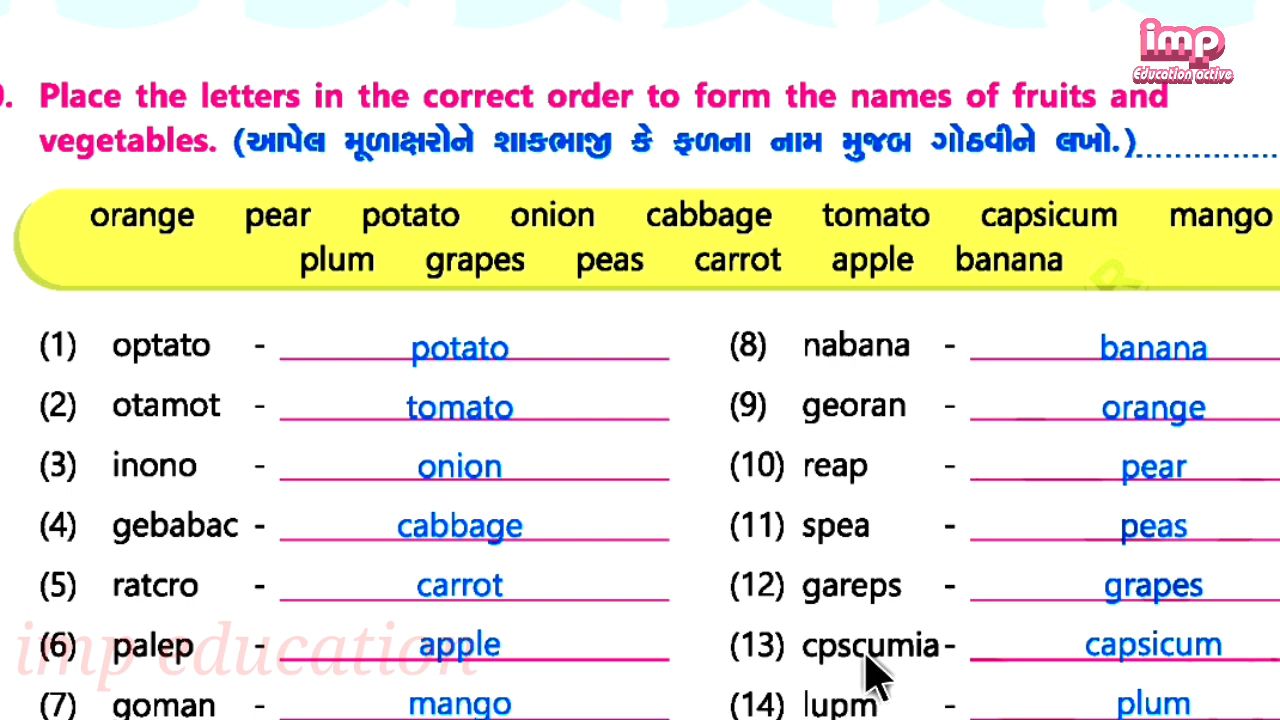 imp
Education active
. Place the letters in the correct order to form the names of fruits and
vegetables. (આપેલ મૂળાક્ષરોને શાકભાજી કે ફળના નામ મુજબ ગોઠવીને લખો.)
orange pear potato onion cabbage tomato capsicum mango
plum grapes peas carrot apple banana
(1) optato - potato
(2) otamot - tomato
(3) inono - onion
(4) gebabac - cabbage
(5) ratcro - carrot
(6) palep - apple
(7) goman - mango
(8) nabana - banana
(9) georan - orange
(10) reap - pear
(11) spea - peas
(12) gareps - grapes
(13) cpscumia - capsicum
(14) lupm - plum
imp education